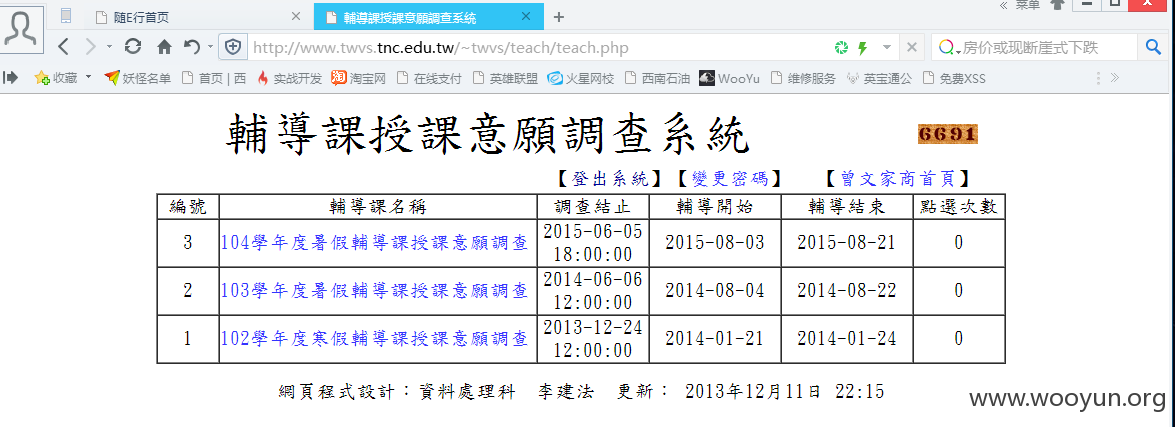 随E行首页
輔導課授課意願調查系統
« 菜单
http://www.twvs.tnc.edu.tw/~twvs/teach/teach.php
房价或现断崖式下跌
收藏 妖怪名单 首页 | 西 实战开发 淘宝网 在线支付 英雄联盟 火星网校 西南石油 WooYu 维修服务 英宝通公 免费XSS
輔導課授課意願調查系統
6691
【登出系統】【變更密碼】 【曾文家商首頁】
編號 輔導課名稱 調查結止 輔導開始 輔導結束 點選次數
3 104學年度暑假輔導課授課意願調查 2015-06-05 18:00:00 2015-08-03 2015-08-21 0
2 103學年度暑假輔導課授課意願調查 2014-06-06 12:00:00 2014-08-04 2014-08-22 0
1 102學年度寒假輔導課授課意願調查 2013-12-24 12:00:00 2014-01-21 2014-01-24 0
網頁程式設計：資料處理科 李建法 更新： 2013年12月11日 22:15
www.wooyun.org